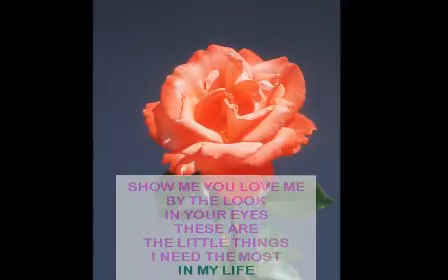 SHOW ME YOU LOVE ME
BY THE LOOK
IN YOUR EYES
THESE ARE
THE LITTLE THINGS
I NEED THE MOST
IN MY LIFE